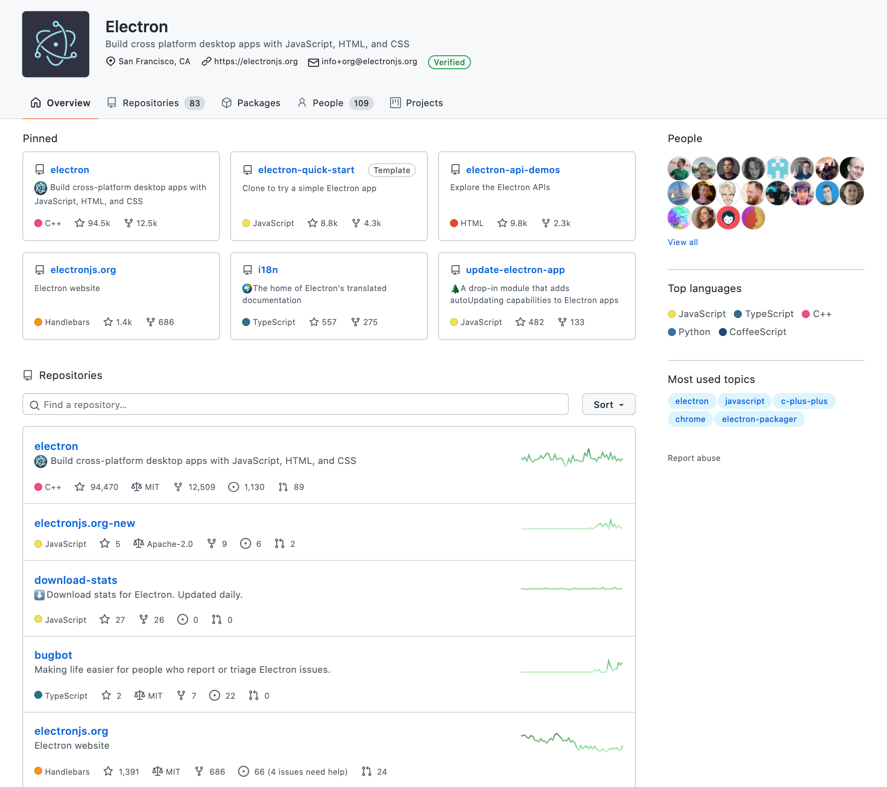 Electron
Build cross platform desktop apps with JavaScript, HTML, and CSS
San Francisco, CA https://electronjs.org info+org@electronjs.org Verified
Overview Repositories 83 Packages People 109 Projects
Pinned
electron
Build cross-platform desktop apps with
JavaScript, HTML, and CSS
C++ 94.5k 12.5k
electron-quick-start Template
Clone to try a simple Electron app
JavaScript 8.8k 4.3k
electron-api-demos
Explore the Electron APIs
HTML 9.8k 2.3k
electronjs.org
Electron website
Handlebars 1.4k 686
i18n
The home of Electron's translated
documentation
TypeScript 557 275
update-electron-app
A drop-in module that adds
autoUpdating capabilities to Electron apps
JavaScript 482 133
Repositories
Find a repository...
Sort
electron
Build cross-platform desktop apps with JavaScript, HTML, and CSS
C++ 94,470 MIT 12,509 1,130 89
electronjs.org-new
JavaScript 5 Apache-2.0 9 6 2
download-stats
Download stats for Electron. Updated daily.
JavaScript 27 26 0 0
bugbot
Making life easier for people who report or triage Electron issues.
TypeScript 2 MIT 7 22 0
electronjs.org
Electron website
Handlebars 1,391 MIT 686 66 (4 issues need help) 24
People
View all
Top languages
JavaScript TypeScript C++
Python CoffeeScript
Most used topics
electron javascript c-plus-plus
chrome electron-packager
Report abuse